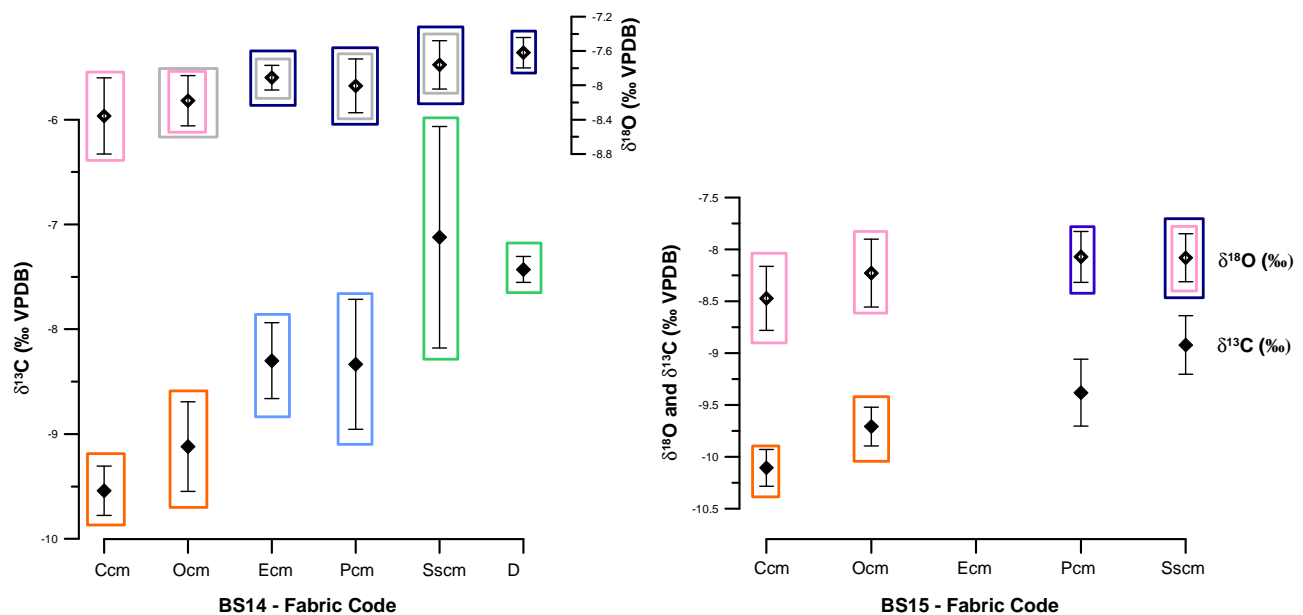 -7.2
-7.6
-8
-8.4
-8.8
δ18O (‰ VPDB)
-6
-7
-8
-9
-10
δ13C (‰ VPDB)
Ccm Ocm Ecm Pcm Sscm D
BS14 - Fabric Code
-7.5
-8
-8.5
-9
-9.5
-10
-10.5
δ18O and δ13C (‰ VPDB)
δ18O (‰)
δ13C (‰)
Ccm Ocm Ecm Pcm Sscm
BS15 - Fabric Code